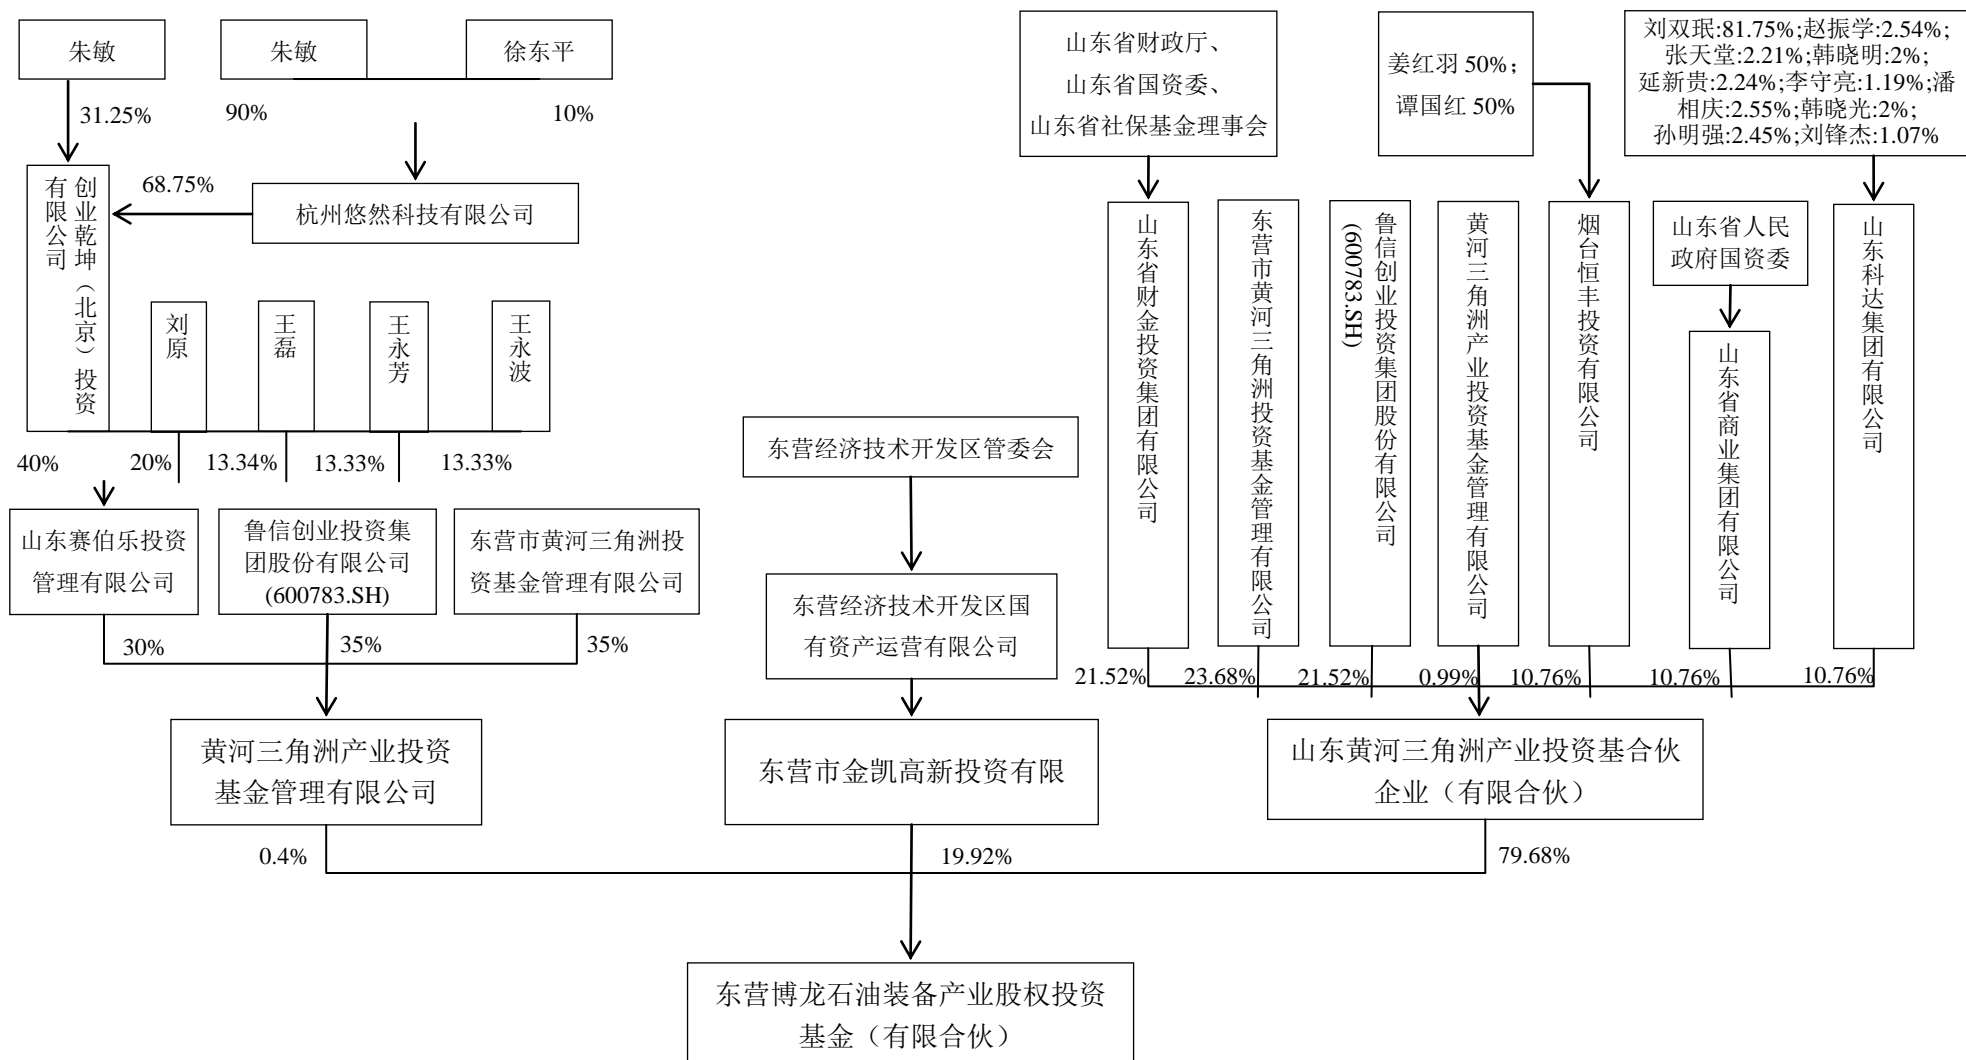 朱敏
朱敏
徐东平
31.25%
90%
10%
68.75%
创业乾坤（北京）投资
有限公司
杭州悠然科技有限公司
刘原
王磊
王永芳
王永波
40%
20%
13.34%
13.33%
13.33%
山东赛伯乐投资
管理有限公司
鲁信创业投资集
团股份有限公司
(600783.SH)
东营市黄河三角洲投
资基金管理有限公司
30%
35%
35%
黄河三角洲产业投资
基金管理有限公司
东营经济技术开发区管委会
东营经济技术开发区国
有资产运营有限公司
东营市金凯高新投资有限
山东省财政厅、
山东省国资委、
山东省社保基金理事会
姜红羽 50%；
谭国红 50%
刘双珉:81.75%;赵振学:2.54%;
张天堂:2.21%;韩晓明:2%;
延新贵:2.24%;李守亮:1.19%;潘
相庆:2.55%;韩晓光:2%;
孙明强:2.45%;刘锋杰:1.07%
山东省财金投资集团有限公司
东营市黄河三角洲投资基金管理有限公司
鲁信创业投资集团股份有限公司
(600783.SH)
黄河三角洲产业投资基金管理有限公司
烟台恒丰投资有限公司
山东省人民
政府国资委
山东省商业集团有限公司
山东科达集团有限公司
21.52%
23.68%
21.52%
0.99%
10.76%
10.76%
10.76%
山东黄河三角洲产业投资基合伙
企业（有限合伙）
0.4%
19.92%
79.68%
东营博龙石油装备产业股权投资
基金（有限合伙）